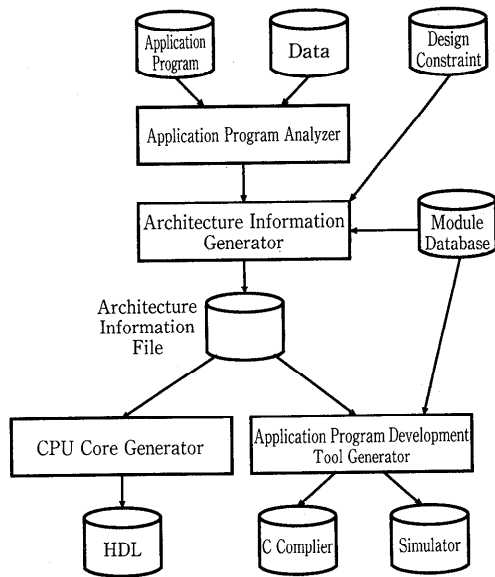 Application
Program
Data
Design
Constraint
Application Program Analyzer
Architecture Information
Generator
Module
Database
Architecture
Information
File
CPU Core Generator
Application Program Development
Tool Generator
HDL
C Complier
Simulator